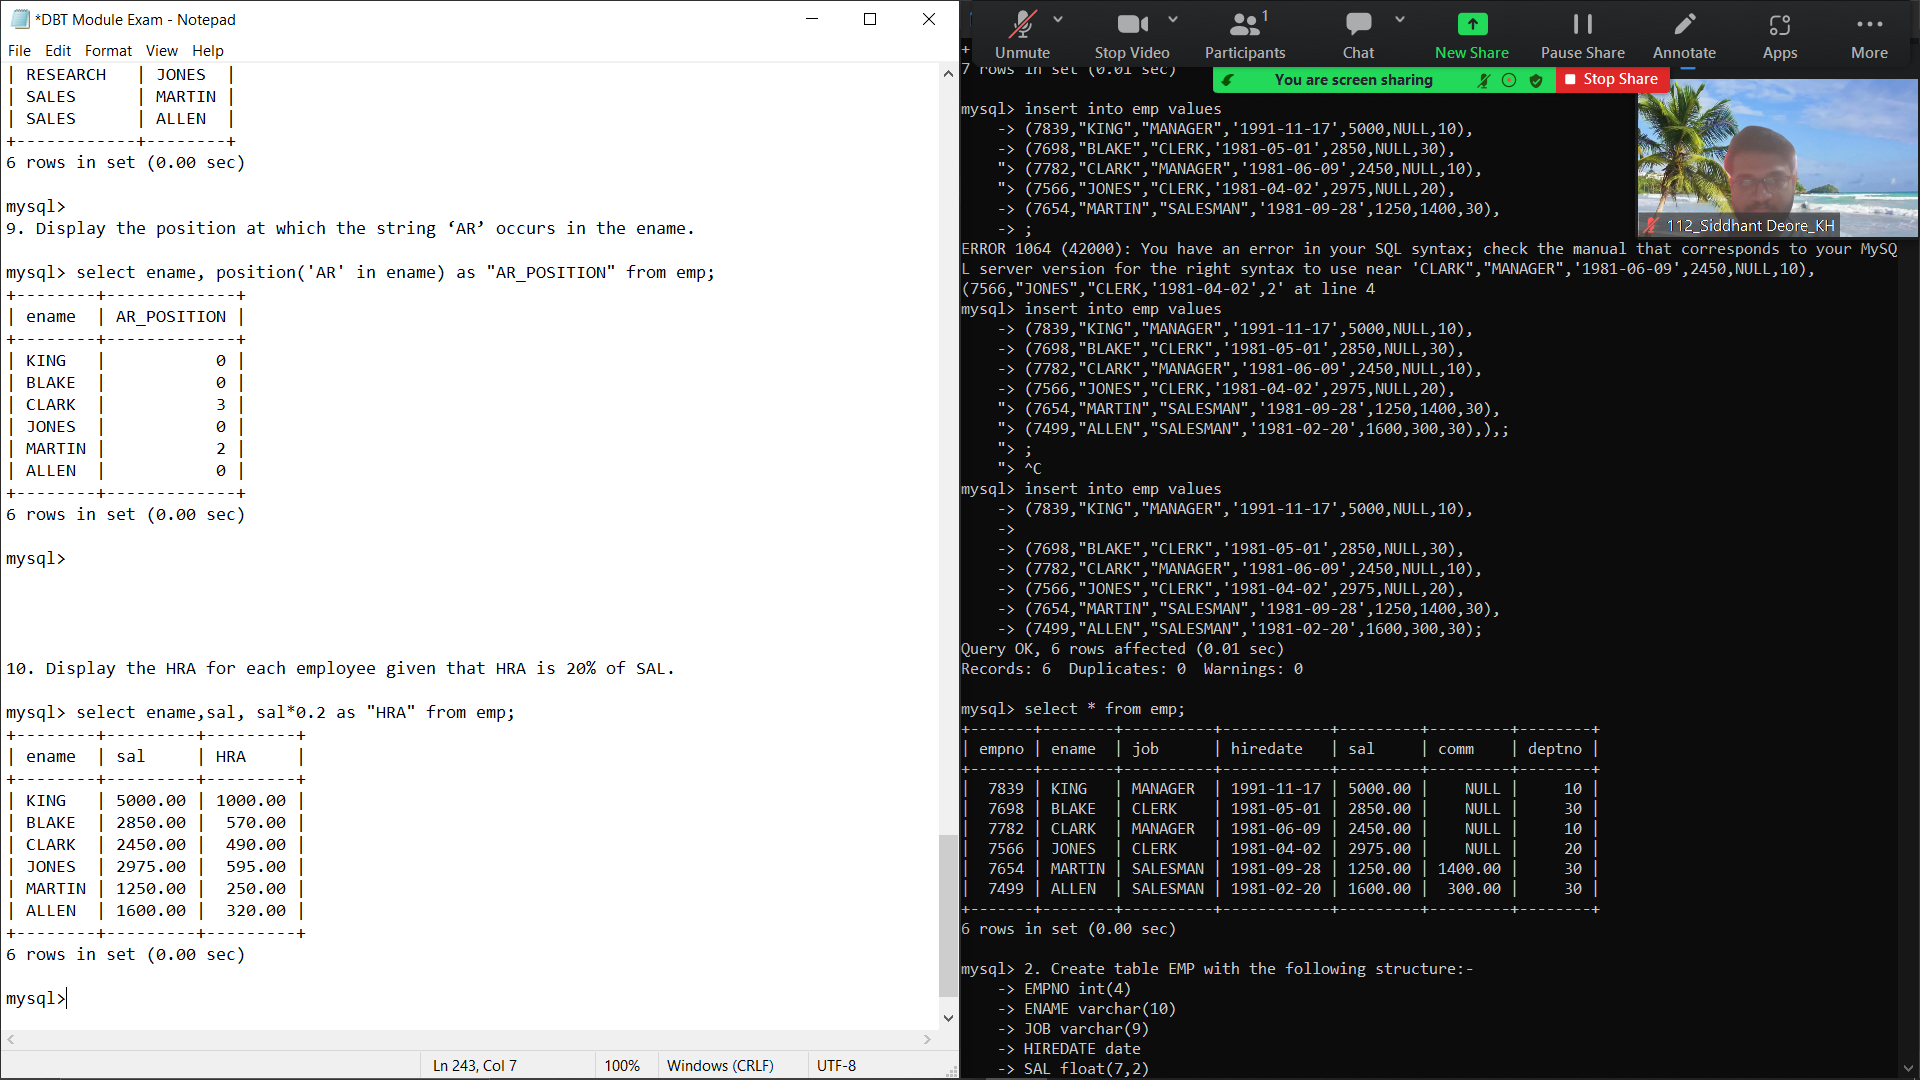 *DBT Module Exam - Notepad
File Edit Format View Help
| RESEARCH   | JONES  |
| SALES      | MARTIN |
| SALES      | ALLEN  |
+------------+--------+
6 rows in set (0.00 sec)
mysql>
9. Display the position at which the string ‘AR’ occurs in the ename.
mysql> select ename, position('AR' in ename) as "AR_POSITION" from emp;
+--------+-------------+
| ename  | AR_POSITION |
+--------+-------------+
| KING   |           0 |
| BLAKE  |           0 |
| CLARK  |           3 |
| JONES  |           0 |
| MARTIN |           2 |
| ALLEN  |           0 |
+--------+-------------+
6 rows in set (0.00 sec)
mysql>
10. Display the HRA for each employee given that HRA is 20% of SAL.
mysql> select ename,sal, sal*0.2 as "HRA" from emp;
+--------+---------+---------+
| ename  | sal     | HRA     |
+--------+---------+---------+
| KING   | 5000.00 | 1000.00 |
| BLAKE  | 2850.00 |  570.00 |
| CLARK  | 2450.00 |  490.00 |
| JONES  | 2975.00 |  595.00 |
| MARTIN | 1250.00 |  250.00 |
| ALLEN  | 1600.00 |  320.00 |
+--------+---------+---------+
6 rows in set (0.00 sec)
mysql>
Ln 243, Col 7 100% Windows (CRLF) UTF-8
1
Unmute Stop Video Participants Chat New Share Pause Share Annotate Apps More
You are screen sharing Stop Share
112_Siddhant Deore_KH
7 rows in set (0.01 sec)
mysql> insert into emp values
    -> (7839,"KING","MANAGER",'1991-11-17',5000,NULL,10),
    -> (7698,"BLAKE","CLERK,'1981-05-01',2850,NULL,30),
    "> (7782,"CLARK","MANAGER",'1981-06-09',2450,NULL,10),
    "> (7566,"JONES","CLERK,'1981-04-02',2975,NULL,20),
    -> (7654,"MARTIN","SALESMAN",'1981-09-28',1250,1400,30),
    -> ;
ERROR 1064 (42000): You have an error in your SQL syntax; check the manual that corresponds to your MySQ
L server version for the right syntax to use near 'CLARK","MANAGER",'1981-06-09',2450,NULL,10),
(7566,"JONES","CLERK,'1981-04-02',2' at line 4
mysql> insert into emp values
    -> (7839,"KING","MANAGER",'1991-11-17',5000,NULL,10),
    -> (7698,"BLAKE","CLERK",'1981-05-01',2850,NULL,30),
    -> (7782,"CLARK","MANAGER",'1981-06-09',2450,NULL,10),
    -> (7566,"JONES","CLERK,'1981-04-02',2975,NULL,20),
    "> (7654,"MARTIN","SALESMAN",'1981-09-28',1250,1400,30),
    "> (7499,"ALLEN","SALESMAN",'1981-02-20',1600,300,30),),;
    "> ;
    "> ^C
mysql> insert into emp values
    -> (7839,"KING","MANAGER",'1991-11-17',5000,NULL,10),
    ->
    -> (7698,"BLAKE","CLERK",'1981-05-01',2850,NULL,30),
    -> (7782,"CLARK","MANAGER",'1981-06-09',2450,NULL,10),
    -> (7566,"JONES","CLERK",'1981-04-02',2975,NULL,20),
    -> (7654,"MARTIN","SALESMAN",'1981-09-28',1250,1400,30),
    -> (7499,"ALLEN","SALESMAN",'1981-02-20',1600,300,30);
Query OK, 6 rows affected (0.01 sec)
Records: 6  Duplicates: 0  Warnings: 0
mysql> select * from emp;
+-------+--------+----------+------------+---------+---------+--------+
| empno | ename  | job      | hiredate   | sal     | comm    | deptno |
+-------+--------+----------+------------+---------+---------+--------+
|  7839 | KING   | MANAGER  | 1991-11-17 | 5000.00 |    NULL |     10 |
|  7698 | BLAKE  | CLERK    | 1981-05-01 | 2850.00 |    NULL |     30 |
|  7782 | CLARK  | MANAGER  | 1981-06-09 | 2450.00 |    NULL |     10 |
|  7566 | JONES  | CLERK    | 1981-04-02 | 2975.00 |    NULL |     20 |
|  7654 | MARTIN | SALESMAN | 1981-09-28 | 1250.00 | 1400.00 |     30 |
|  7499 | ALLEN  | SALESMAN | 1981-02-20 | 1600.00 |  300.00 |     30 |
+-------+--------+----------+------------+---------+---------+--------+
6 rows in set (0.00 sec)
mysql> 2. Create table EMP with the following structure:-
    -> EMPNO int(4)
    -> ENAME varchar(10)
    -> JOB varchar(9)
    -> HIREDATE date
    -> SAL float(7,2)